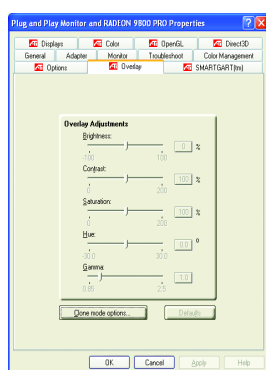 Plug and Play Monitor and RADEON 9800 PRO Properties
Displays Color OpenGL Direct3D
General Adapter Monitor Troubleshoot Color Management
Options Overlay SMARTGART(tm)
Overlay Adjustments
Brightness:
0 %
-100 100
Contrast:
100 %
0 200
Saturation:
100 %
0 200
Hue:
0.0 °
-30.0 30.0
Gamma:
1.0
0.85 2.5
Clone mode options... Defaults
OK Cancel Apply Help